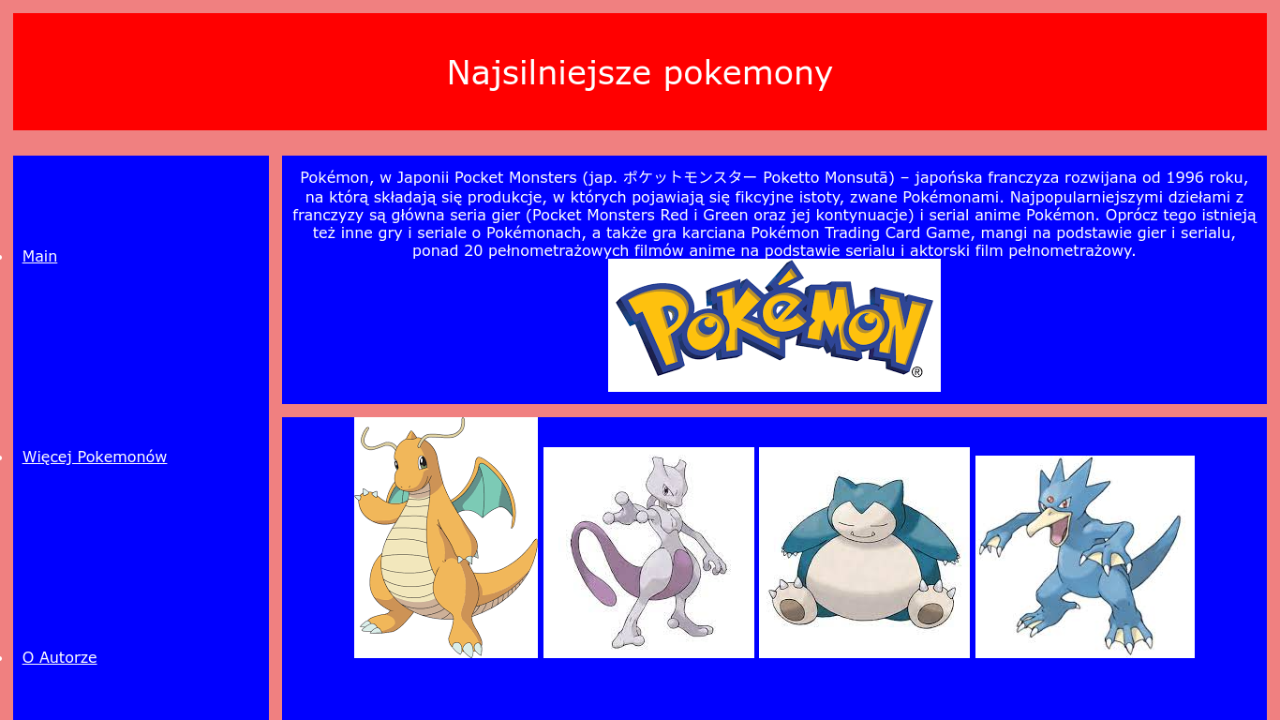 Najsilniejsze pokemony
Main
Więcej Pokemonów
O Autorze
Pokémon, w Japonii Pocket Monsters (jap. ポケットモンスター Poketto Monsutā) – japońska franczyza rozwijana od 1996 roku,
na którą składają się produkcje, w których pojawiają się fikcyjne istoty, zwane Pokémonami. Najpopularniejszymi dziełami z
franczyzy są główna seria gier (Pocket Monsters Red i Green oraz jej kontynuacje) i serial anime Pokémon. Oprócz tego istnieją
też inne gry i seriale o Pokémonach, a także gra karciana Pokémon Trading Card Game, mangi na podstawie gier i serialu,
ponad 20 pełnometrażowych filmów anime na podstawie serialu i aktorski film pełnometrażowy.
POKéMON®